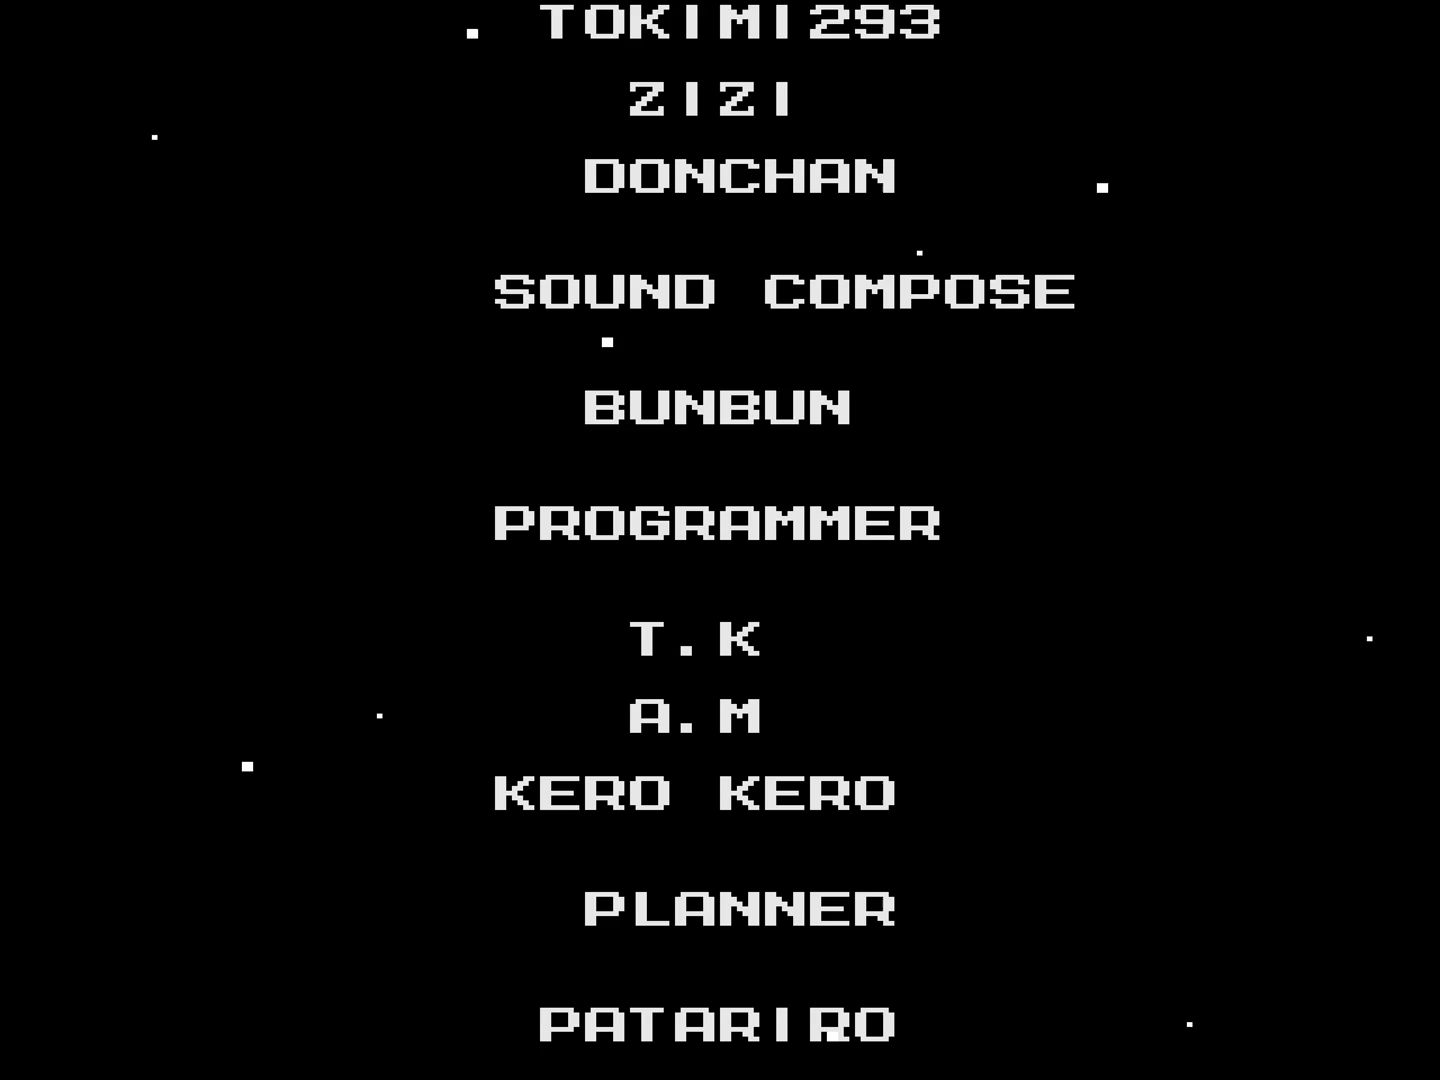 TOKIMI293
ZIZI
DONCHAN
SOUND COMPOSE
BUNBUN
PROGRAMMER
T.K
A.M
KERO KERO
PLANNER
PATARIRO